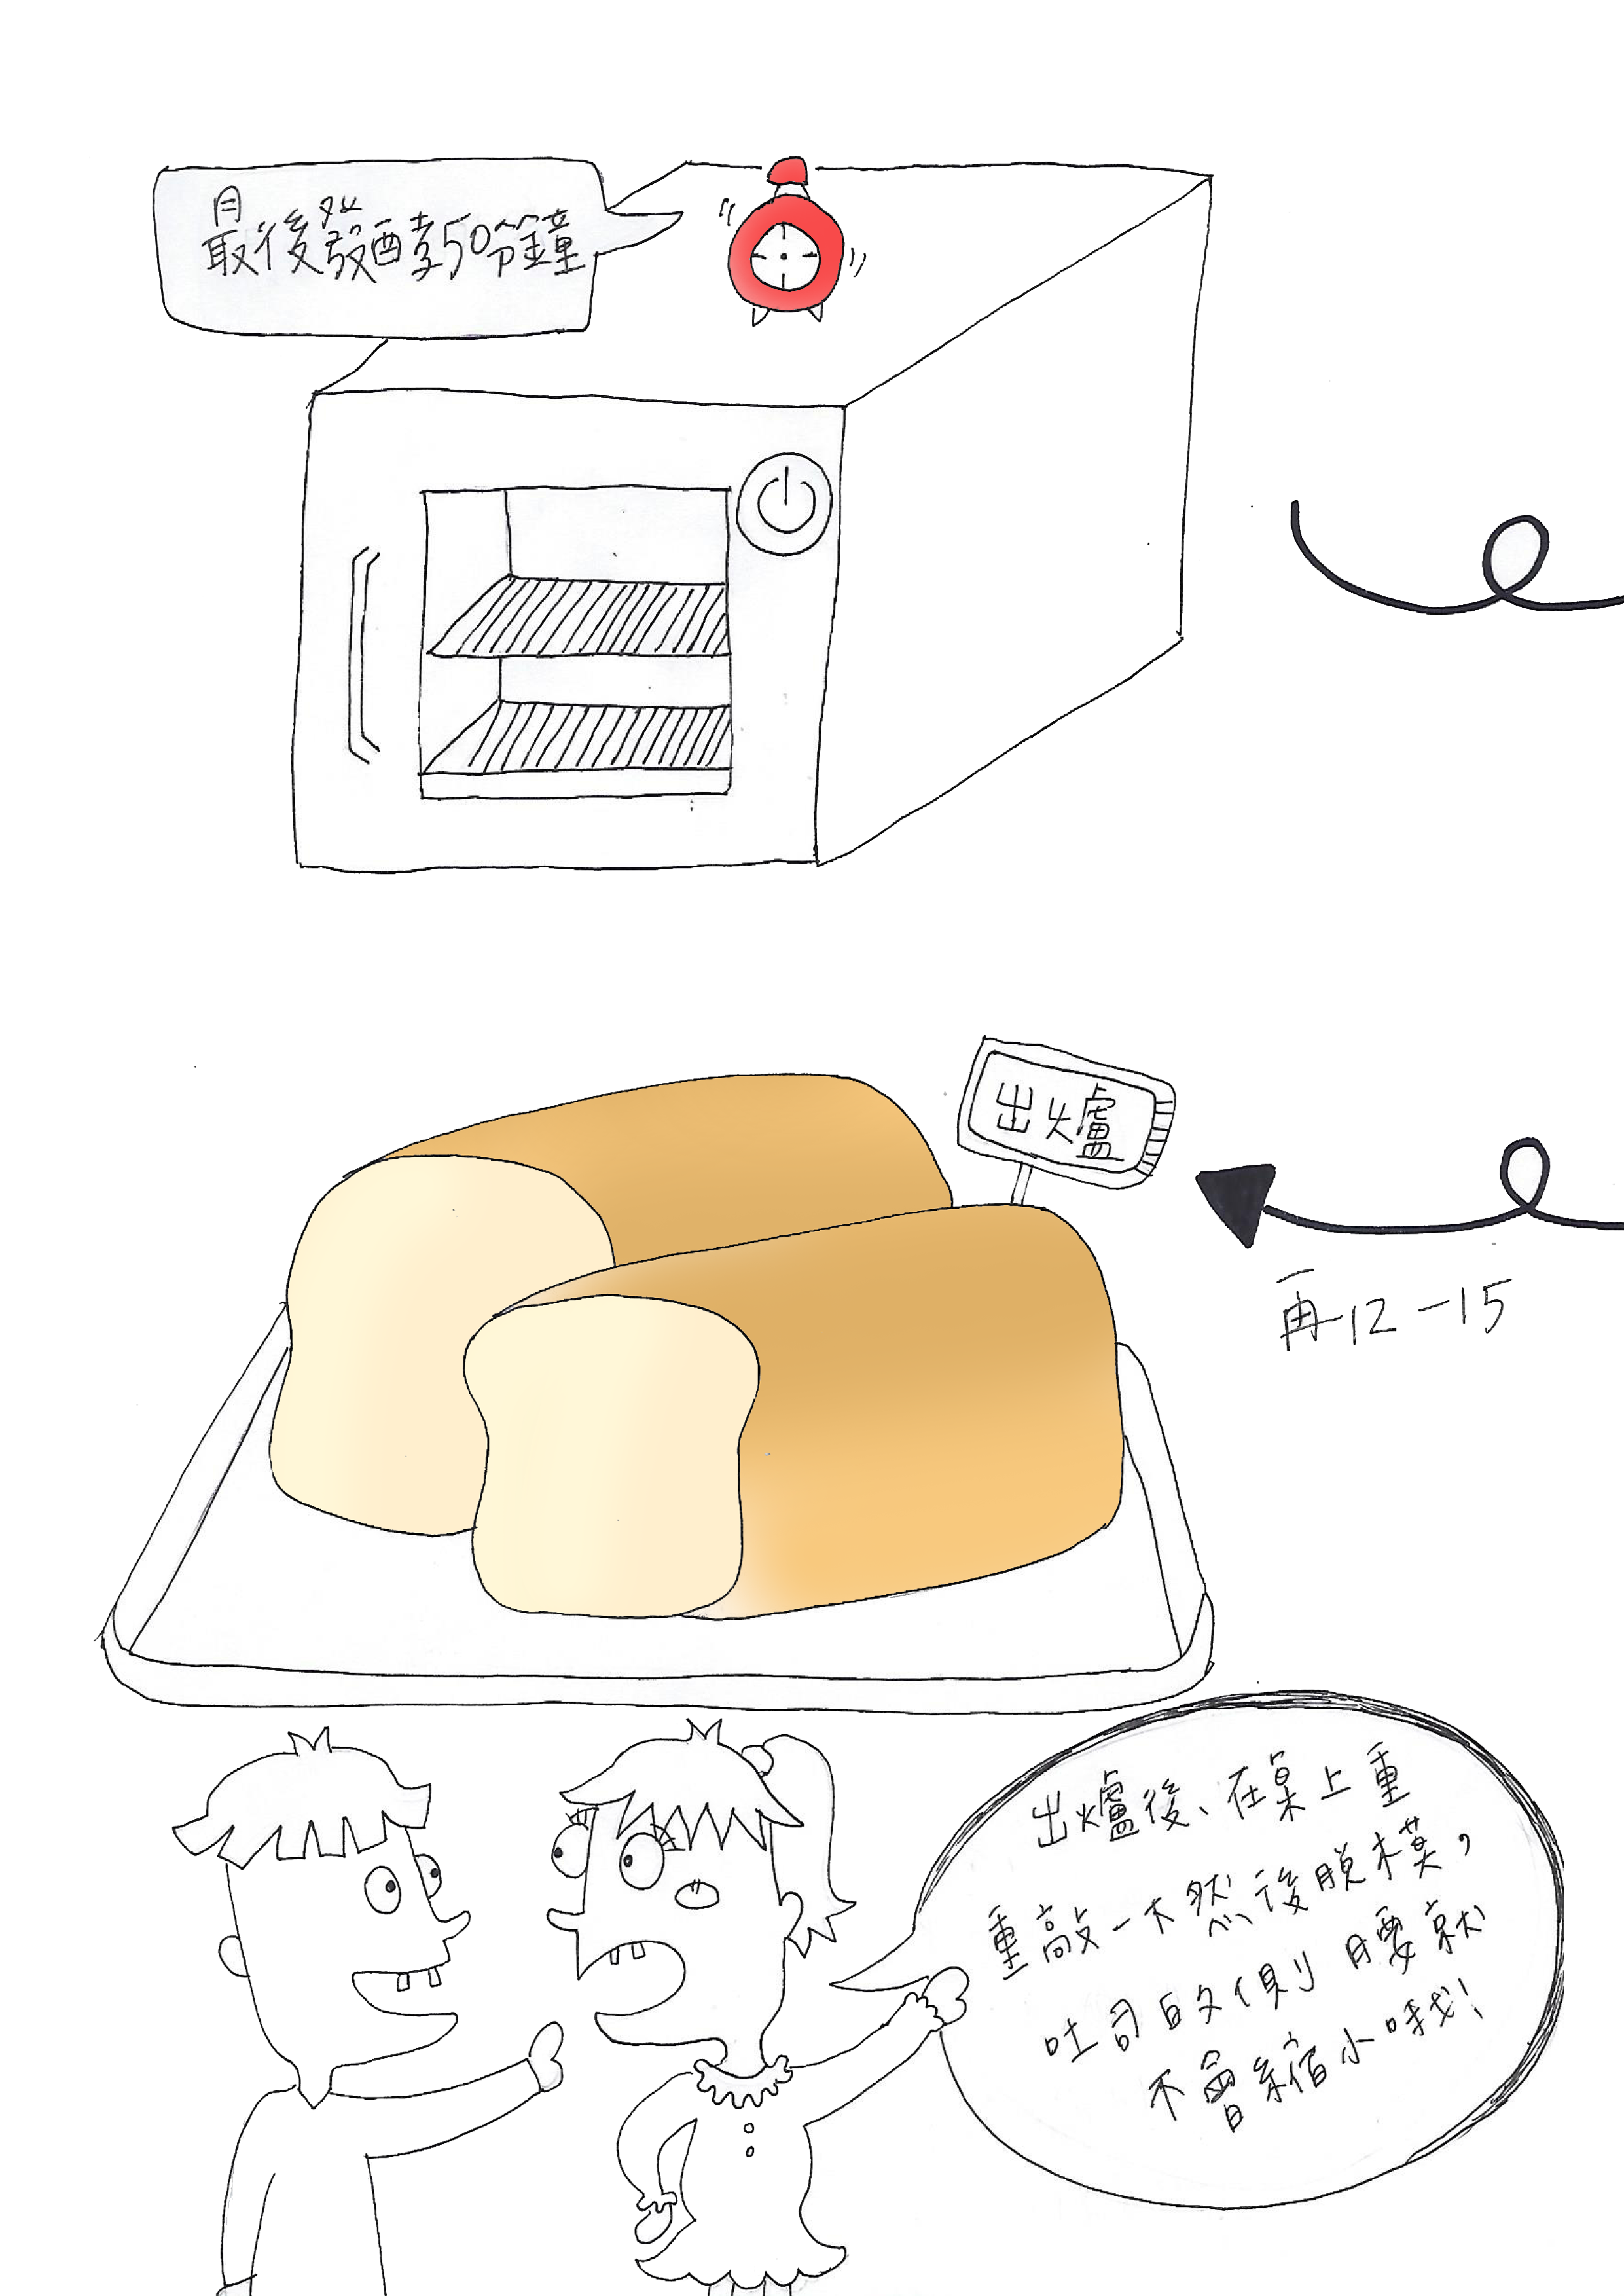 最後發酵50分鐘
出爐
再12-15
出爐後、在桌上重
重敲一下然後脫模，
吐司的側腰就
不會縮小哦!